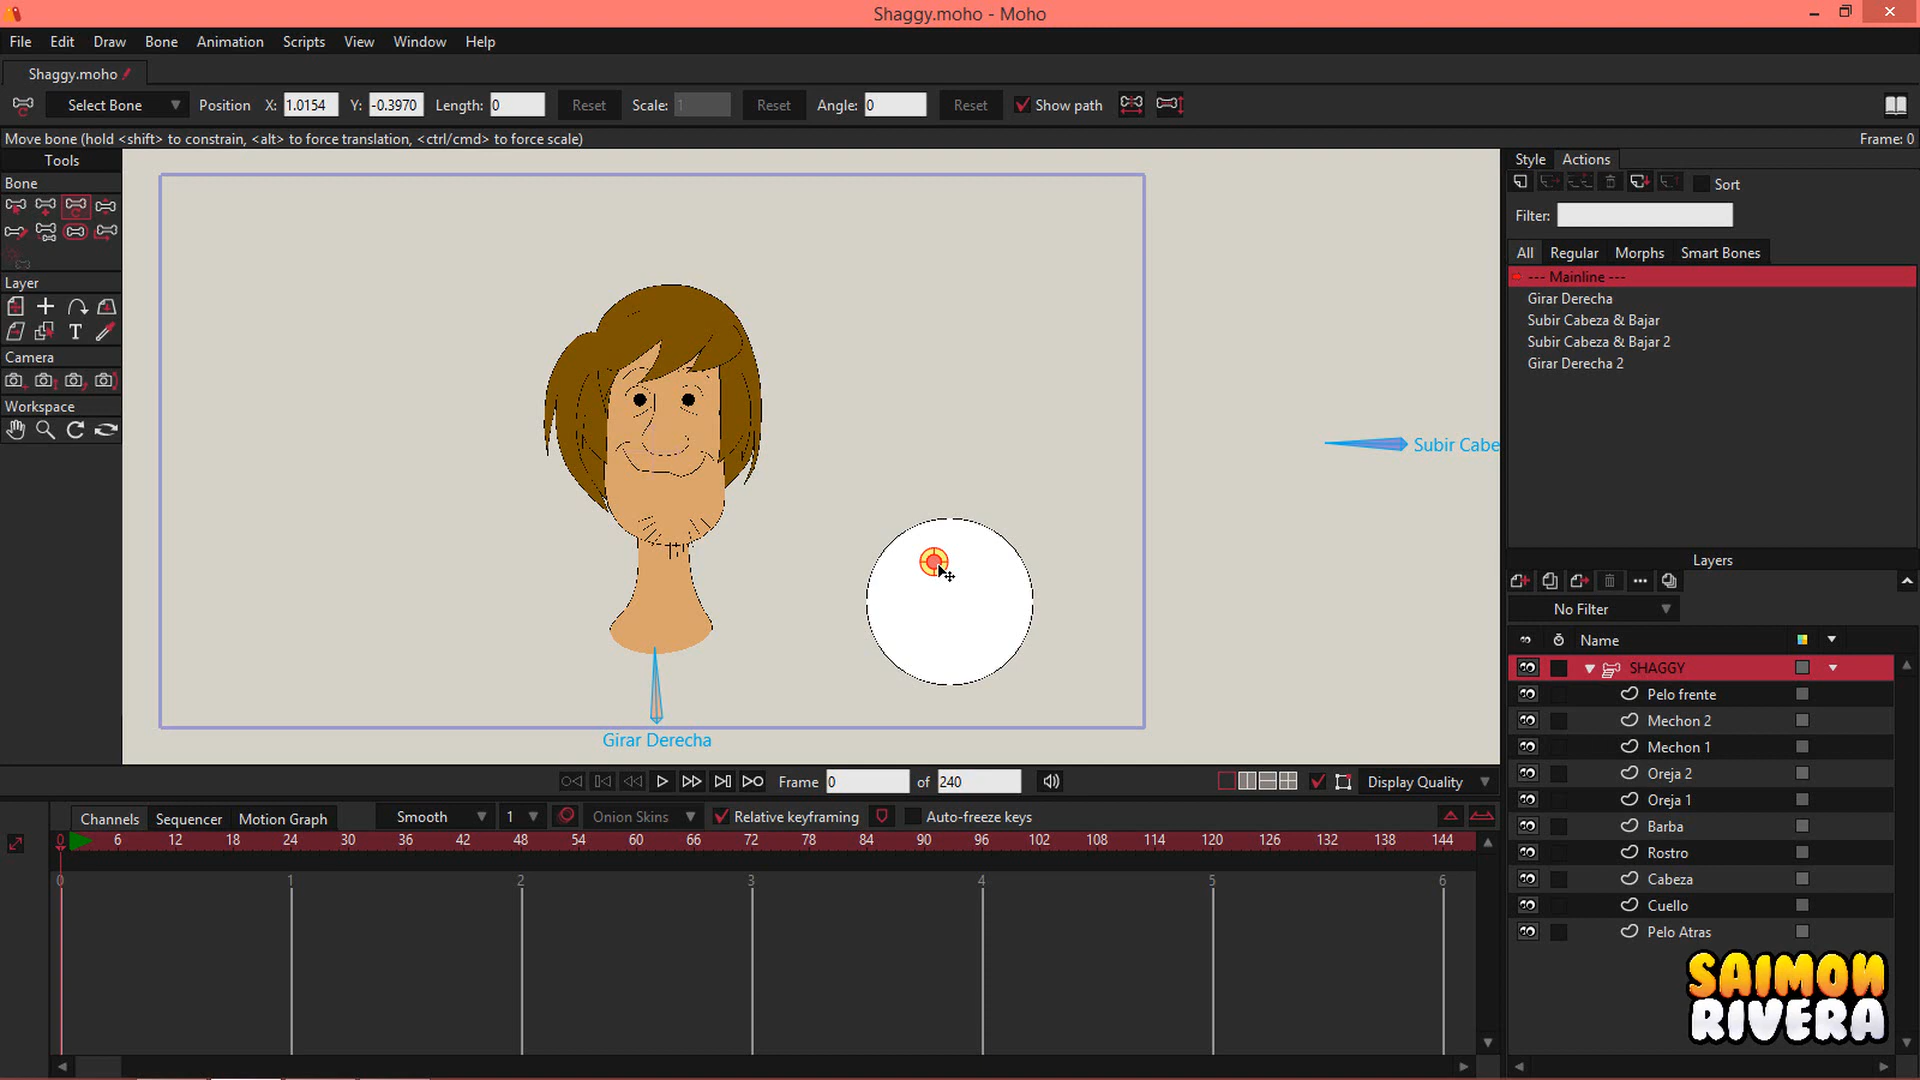 Shaggy.moho - Moho
File Edit Draw Bone Animation Scripts View Window Help
Shaggy.moho
Select Bone Position X: 1.0154 Y: -0.3970 Length: 0 Reset Scale: 1 Reset Angle: 0 Reset Show path
Move bone (hold <shift> to constrain, <alt> to force translation, <ctrl/cmd> to force scale) Frame: 0
Tools
Bone
Layer
T
Camera
Workspace
Subir Cabe
Girar Derecha
Style Actions
Sort
Filter:
All Regular Morphs Smart Bones
--- Mainline ---
Girar Derecha
Subir Cabeza & Bajar
Subir Cabeza & Bajar 2
Girar Derecha 2
Layers
No Filter
Name
SHAGGY
Pelo frente
Mechon 2
Mechon 1
Oreja 2
Oreja 1
Barba
Rostro
Cabeza
Cuello
Pelo Atras
Frame 0 of 240 Display Quality
Channels Sequencer Motion Graph Smooth 1 Onion Skins Relative keyframing Auto-freeze keys
0 6 12 18 24 30 36 42 48 54 60 66 72 78 84 90 96 102 108 114 120 126 132 138 144
0 1 2 3 4 5 6
SAIMON
RIVERA